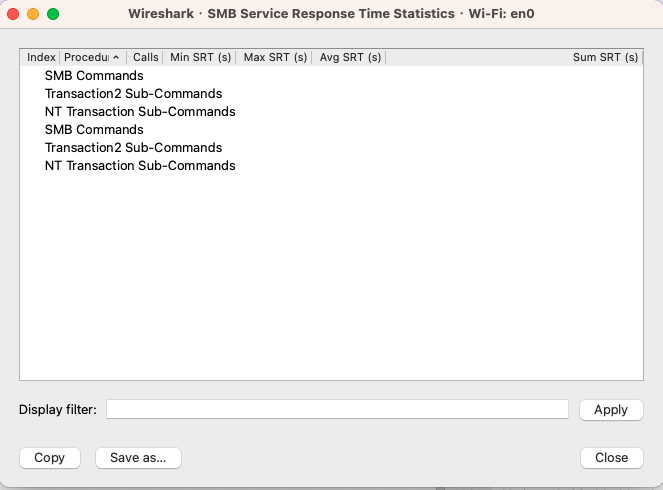 Wireshark · SMB Service Response Time Statistics · Wi-Fi: en0
Index Procedur Calls Min SRT (s) Max SRT (s) Avg SRT (s) Sum SRT (s)
SMB Commands
Transaction2 Sub-Commands
NT Transaction Sub-Commands
SMB Commands
Transaction2 Sub-Commands
NT Transaction Sub-Commands
Display filter: Apply
Copy Save as... Close